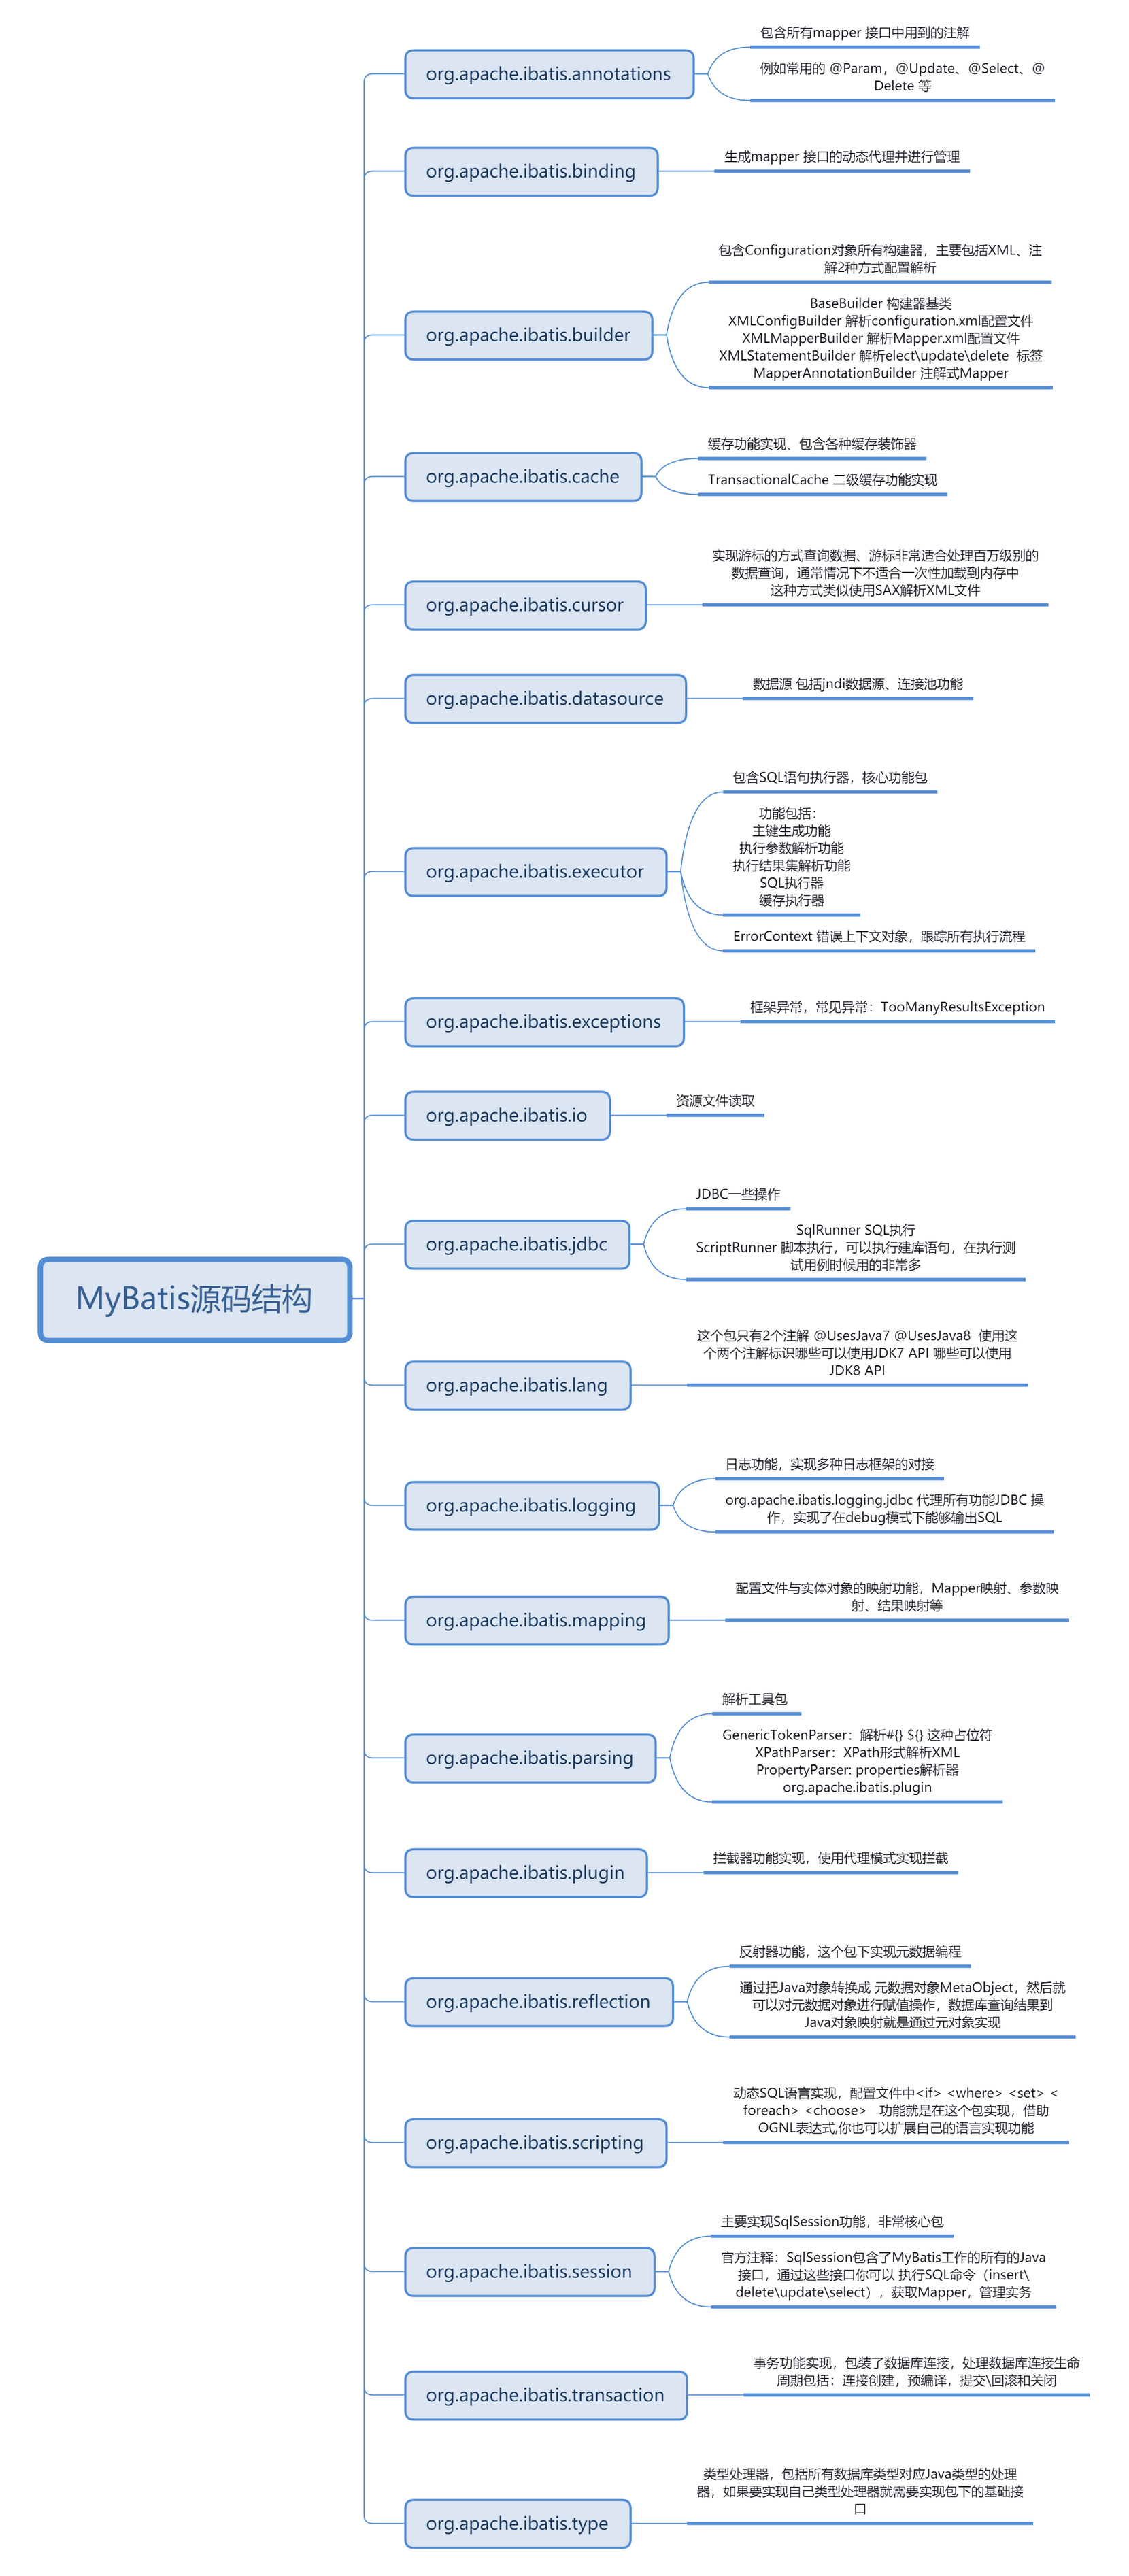 包含所有mapper 接口中用到的注解
org.apache.ibatis.annotations
例如常用的 @Param，@Update、@Select、@
Delete 等
org.apache.ibatis.binding
生成mapper 接口的动态代理并进行管理
包含Configuration对象所有构建器，主要包括XML、注
解2种方式配置解析
org.apache.ibatis.builder
BaseBuilder 构建器基类
XMLConfigBuilder 解析configuration.xml配置文件
XMLMapperBuilder 解析Mapper.xml配置文件
XMLStatementBuilder 解析elect\update\delete  标签
MapperAnnotationBuilder 注解式Mapper
缓存功能实现、包含各种缓存装饰器
org.apache.ibatis.cache
TransactionalCache 二级缓存功能实现
实现游标的方式查询数据、游标非常适合处理百万级别的
数据查询，通常情况下不适合一次性加载到内存中
这种方式类似使用SAX解析XML文件
org.apache.ibatis.cursor
org.apache.ibatis.datasource
数据源 包括jndi数据源、连接池功能
包含SQL语句执行器，核心功能包
org.apache.ibatis.executor
功能包括：
主键生成功能
执行参数解析功能
执行结果集解析功能
SQL执行器
缓存执行器
ErrorContext 错误上下文对象，跟踪所有执行流程
org.apache.ibatis.exceptions
框架异常，常见异常：TooManyResultsException
org.apache.ibatis.io
资源文件读取
JDBC一些操作
org.apache.ibatis.jdbc
SqlRunner SQL执行
ScriptRunner 脚本执行，可以执行建库语句，在执行测
试用例时候用的非常多
MyBatis源码结构
这个包只有2个注解 @UsesJava7 @UsesJava8  使用这
个两个注解标识哪些可以使用JDK7 API 哪些可以使用
JDK8 API
org.apache.ibatis.lang
日志功能，实现多种日志框架的对接
org.apache.ibatis.logging
org.apache.ibatis.logging.jdbc 代理所有功能JDBC 操
作，实现了在debug模式下能够输出SQL
配置文件与实体对象的映射功能，Mapper映射、参数映
射、结果映射等
org.apache.ibatis.mapping
解析工具包
org.apache.ibatis.parsing
GenericTokenParser：解析#{} ${} 这种占位符
XPathParser：XPath形式解析XML
PropertyParser: properties解析器
org.apache.ibatis.plugin
org.apache.ibatis.plugin
拦截器功能实现，使用代理模式实现拦截
反射器功能，这个包下实现元数据编程
org.apache.ibatis.reflection
通过把Java对象转换成 元数据对象MetaObject，然后就
可以对元数据对象进行赋值操作，数据库查询结果到
Java对象映射就是通过元对象实现
动态SQL语言实现，配置文件中<if> <where> <set> <
foreach> <choose>   功能就是在这个包实现，借助
OGNL表达式,你也可以扩展自己的语言实现功能
org.apache.ibatis.scripting
主要实现SqlSession功能，非常核心包
org.apache.ibatis.session
官方注释：SqlSession包含了MyBatis工作的所有的Java
接口，通过这些接口你可以 执行SQL命令（insert\
delete\update\select），获取Mapper，管理实务
事务功能实现，包装了数据库连接，处理数据库连接生命
周期包括：连接创建，预编译，提交\回滚和关闭
org.apache.ibatis.transaction
类型处理器，包括所有数据库类型对应Java类型的处理
器，如果要实现自己类型处理器就需要实现包下的基础接
口
org.apache.ibatis.type